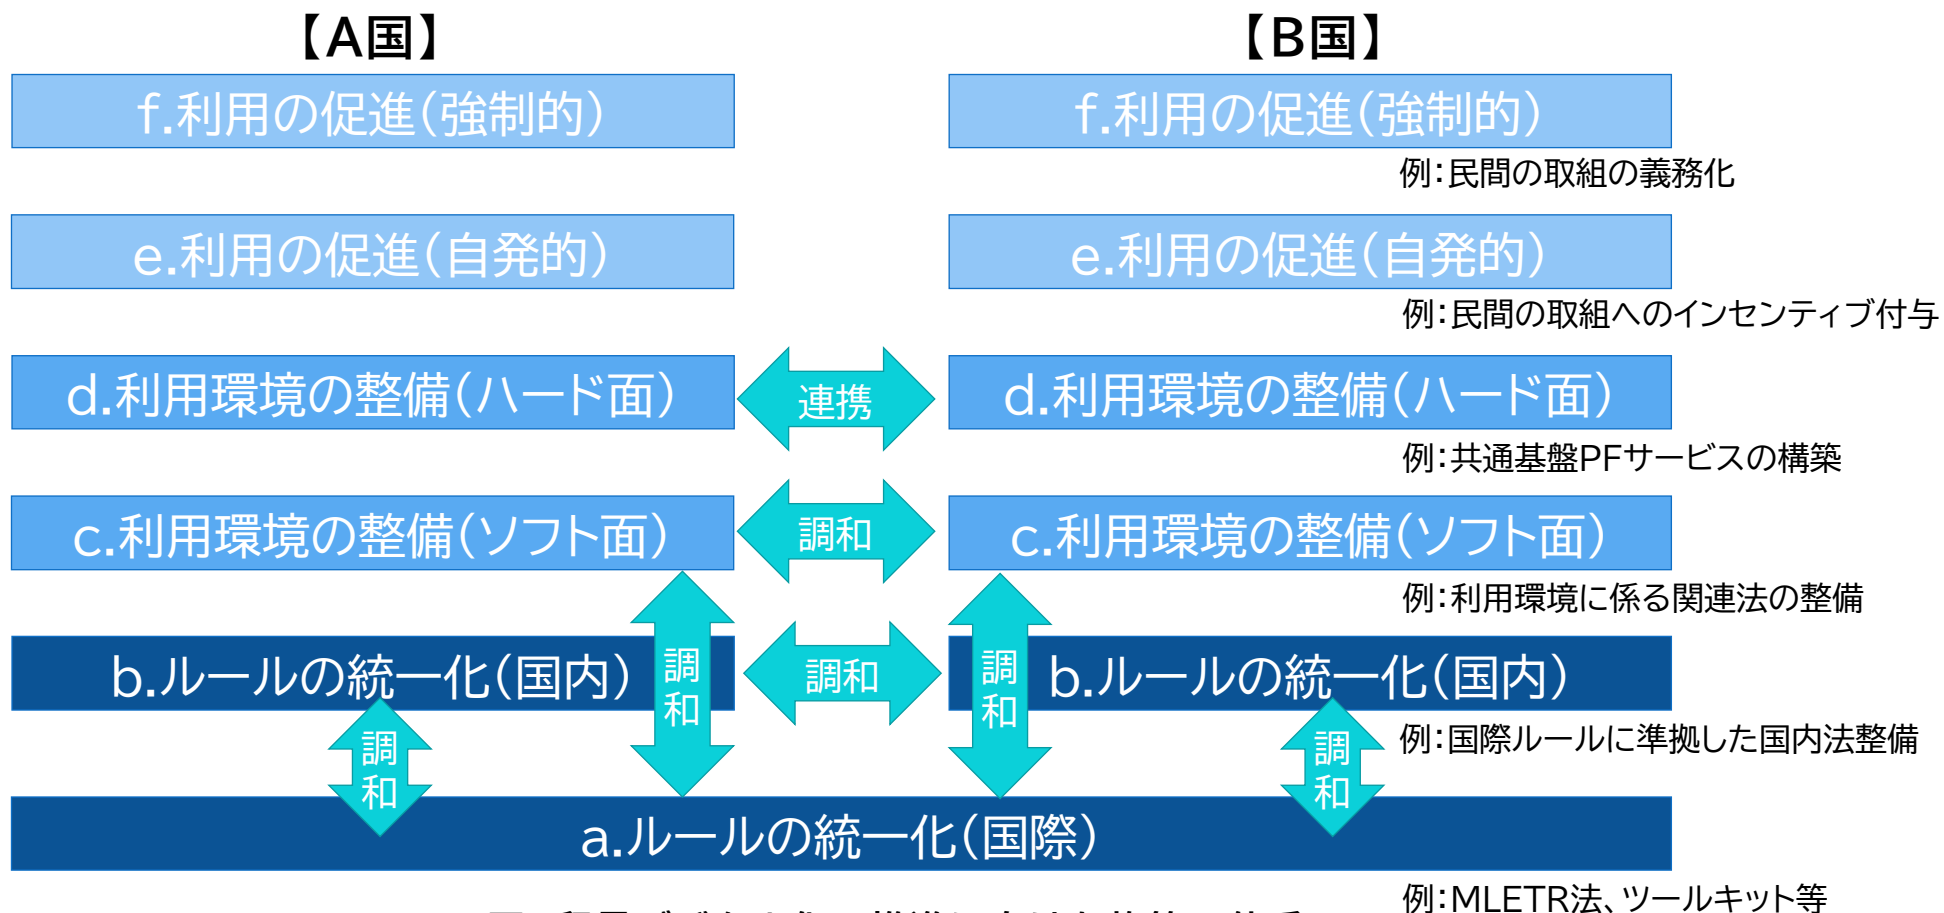 【A国】
【B国】
f.利用の促進(強制的)
f.利用の促進(強制的)
例：民間の取組の義務化
e.利用の促進(自発的)
e.利用の促進(自発的)
例：民間の取組へのインセンティブ付与
d.利用環境の整備(ハード面)
連携
d.利用環境の整備(ハード面)
例：共通基盤PFサービスの構築
c.利用環境の整備(ソフト面)
調和
c.利用環境の整備(ソフト面)
例：利用環境に係る関連法の整備
b.ルールの統一化(国内)
調和
調和
調和
b.ルールの統一化(国内)
例：国際ルールに準拠した国内法整備
調和
調和
a.ルールの統一化(国際)
例：MLETR法、ツールキット等